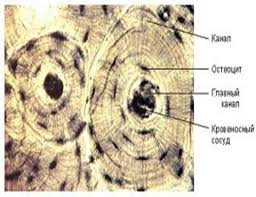 Канал
Остеоцит
Главный
канал
Кровеносный
сосуд